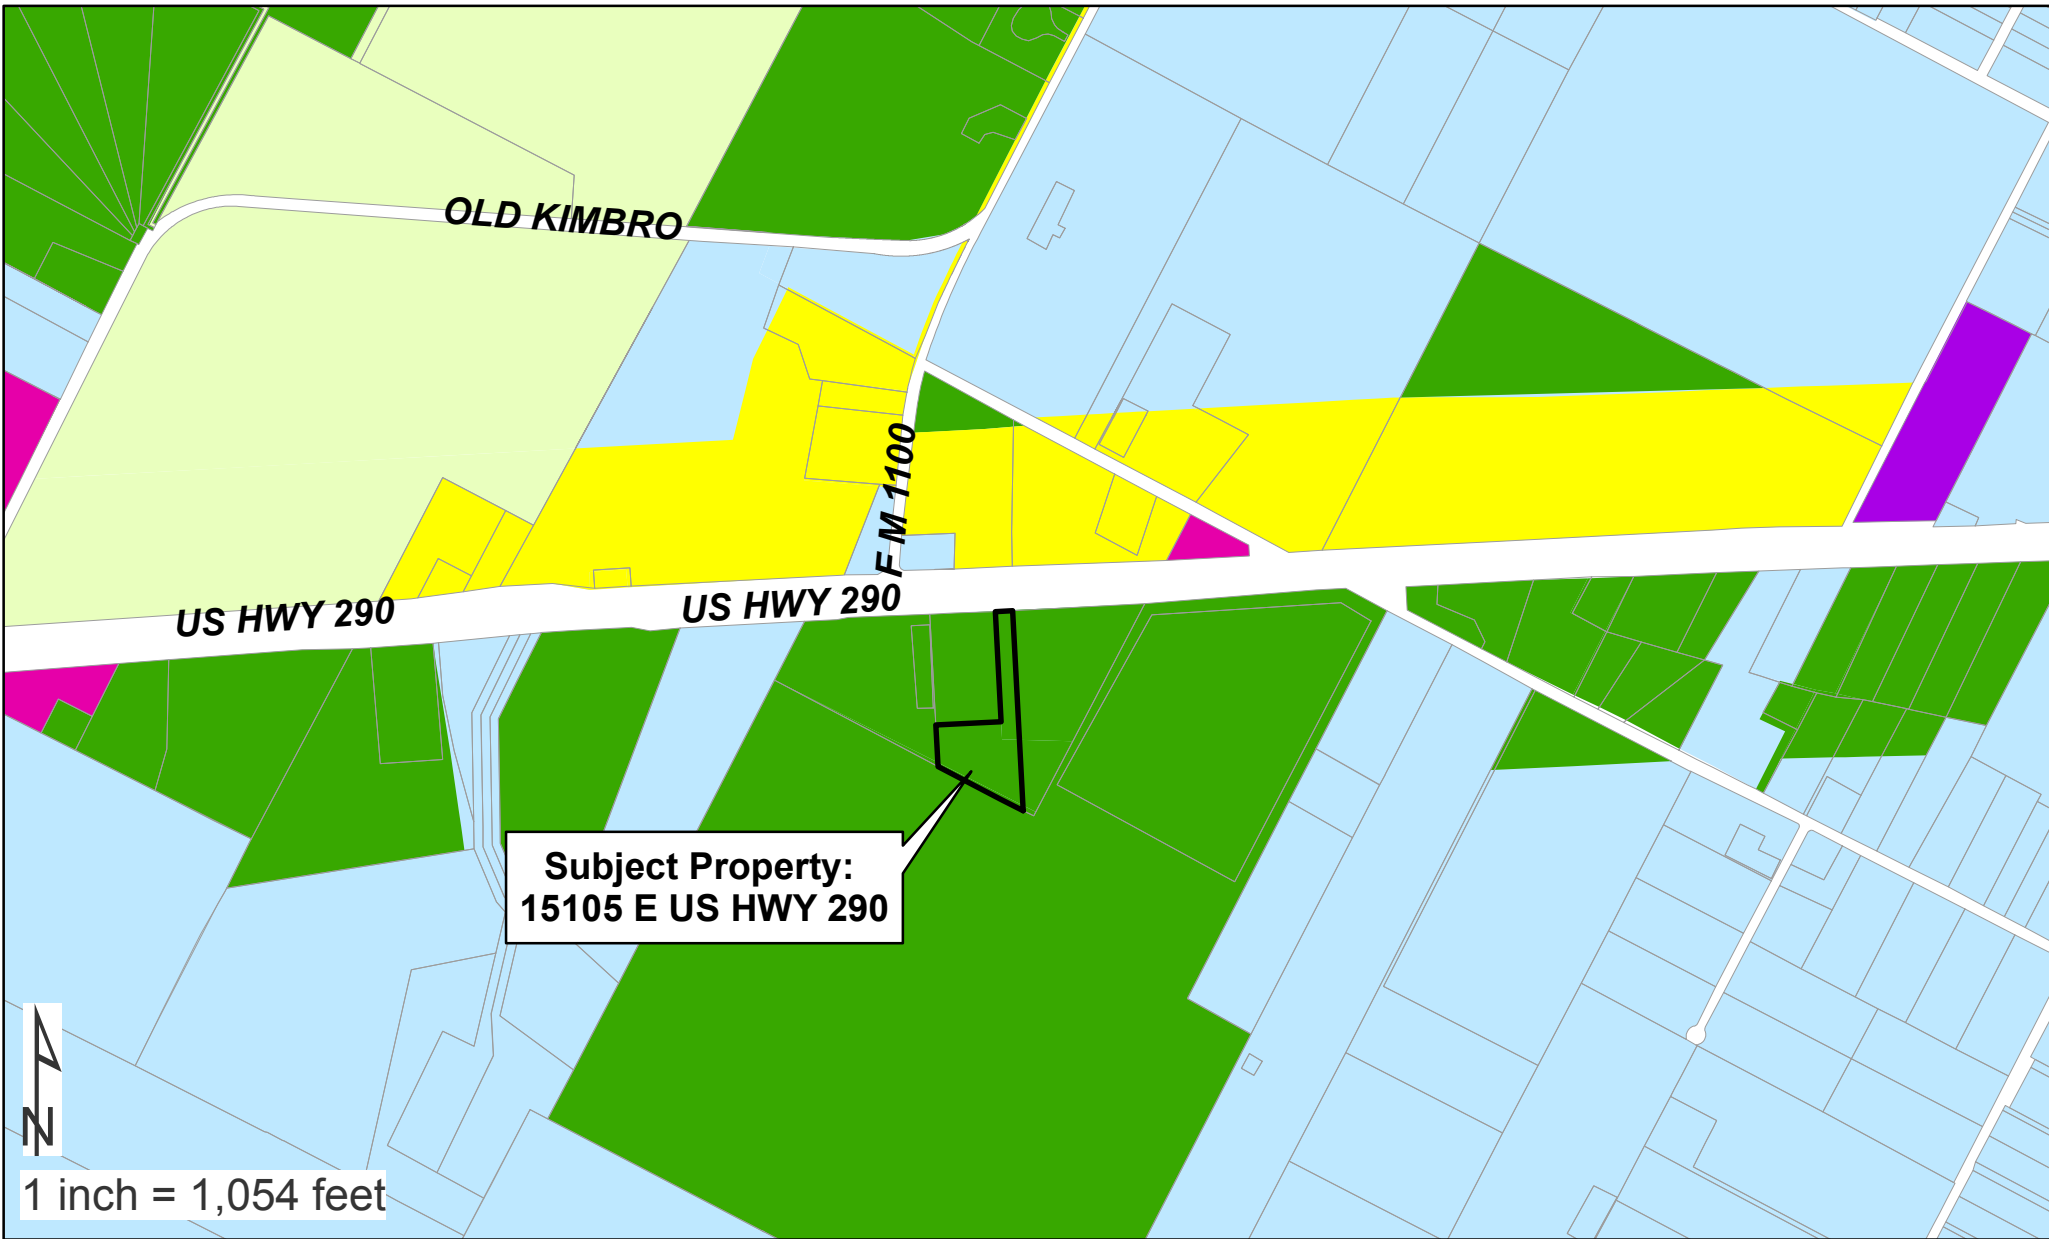 OLD KIMBRO
F M 1100
US HWY 290
US HWY 290
Subject Property:
15105 E US HWY 290
N
1 inch = 1,054 feet